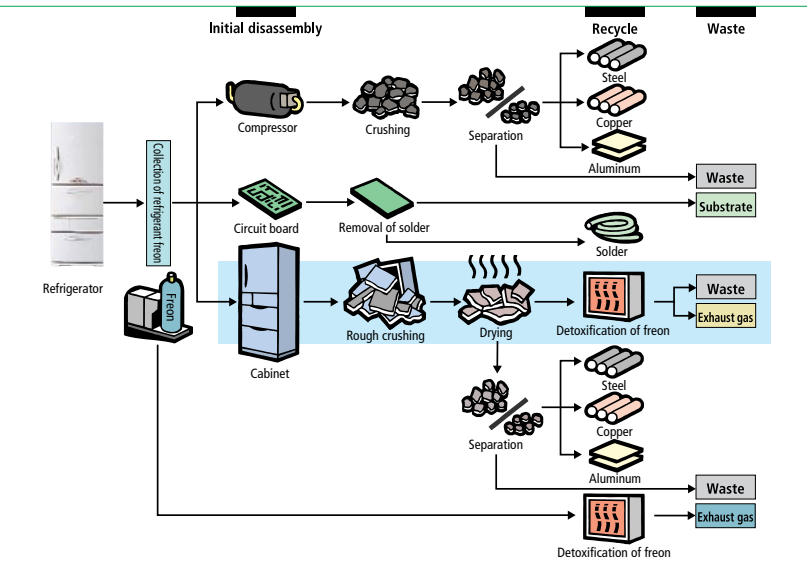 Initial disassembly
Recycle
Waste
Steel
Compressor
Crushing
Separation
Copper
Aluminum
Collection of refrigerant freon
Waste
Substrate
Circuit board
Removal of solder
Solder
Refrigerator
Freon
Waste
Exhaust gas
Rough crushing
Drying
Detoxification of freon
Cabinet
Steel
Copper
Separation
Aluminum
Waste
Exhaust gas
Detoxification of freon